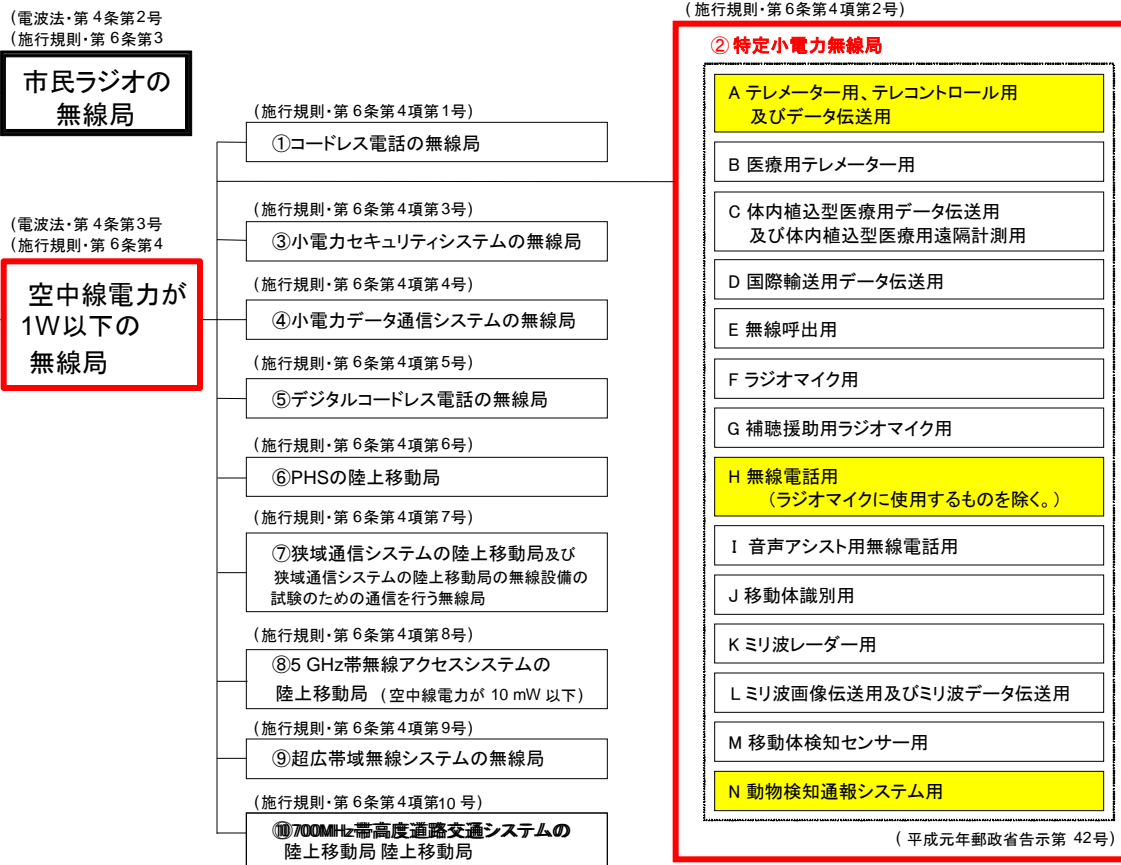 (電波法・第4条第2号
(施行規則・第6条第3
市民ラジオの
無線局
(電波法・第4条第3号
(施行規則・第6条第4
空中線電力が
1W以下の
無線局
(施行規則・第6条第4項第1号)
①コードレス電話の無線局
(施行規則・第6条第4項第3号)
③小電力セキュリティシステムの無線局
(施行規則・第6条第4項第4号)
④小電力データ通信システムの無線局
(施行規則・第6条第4項第5号)
⑤デジタルコードレス電話の無線局
(施行規則・第6条第4項第6号)
⑥PHSの陸上移動局
(施行規則・第6条第4項第7号)
⑦狭域通信システムの陸上移動局及び
狭域通信システムの陸上移動局の無線設備の
試験のための通信を行う無線局
(施行規則・第6条第4項第8号)
⑧5 GHz帯無線アクセスシステムの
陸上移動局 (空中線電力が 10 mW 以下)
(施行規則・第6条第4項第9号)
⑨超広帯域無線システムの無線局
(施行規則・第6条第4項第10 号)
⑩700MHz帯高度道路交通システムの
陸上移動局 陸上移動局
(施行規則・第6条第4項第2号)
②特定小電力無線局
A テレメーター用、テレコントロール用
及びデータ伝送用
B 医療用テレメーター用
C 体内植込型医療用データ伝送用
及び体内植込型医療用遠隔計測用
D 国際輸送用データ伝送用
E 無線呼出用
F ラジオマイク用
G 補聴援助用ラジオマイク用
H 無線電話用
(ラジオマイクに使用するものを除く。)
I 音声アシスト用無線電話用
J 移動体識別用
K ミリ波レーダー用
L ミリ波画像伝送用及びミリ波データ伝送用
M 移動体検知センサー用
N 動物検知通報システム用
(平成元年郵政省告示第 42号)